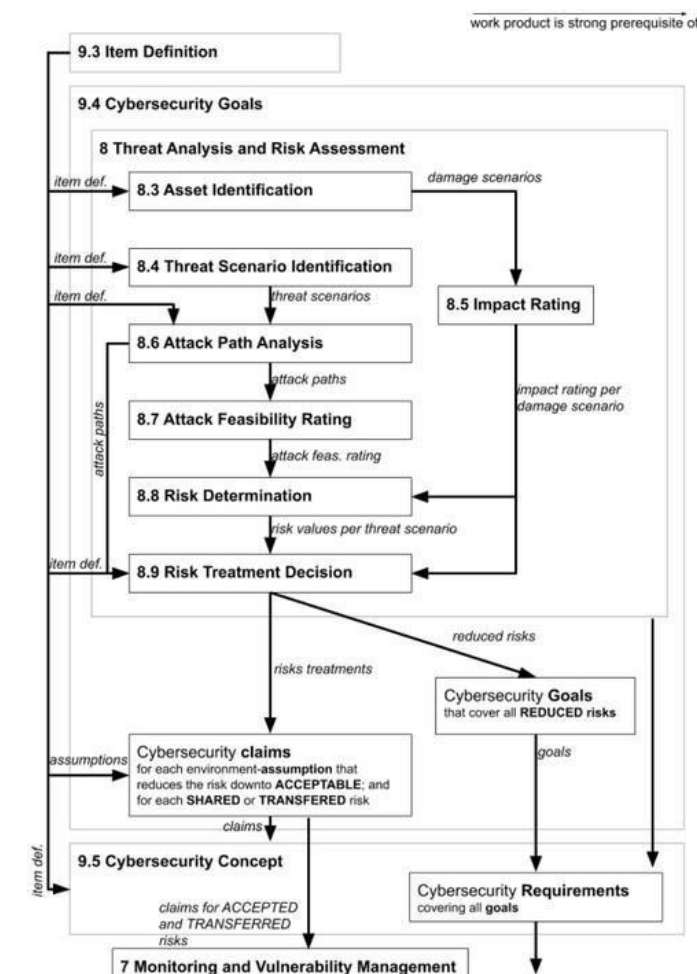 work product is strong prerequisite of
9.3 Item Definition
9.4 Cybersecurity Goals
8 Threat Analysis and Risk Assessment
item def.
8.3 Asset Identification
damage scenarios
item def.
8.4 Threat Scenario Identification
item def.
threat scenarios
8.5 Impact Rating
8.6 Attack Path Analysis
attack paths
attack paths
impact rating per
damage scenario
8.7 Attack Feasibility Rating
attack feas. rating
8.8 Risk Determination
risk values per threat scenario
item def.
8.9 Risk Treatment Decision
reduced risks
risks treatments
Cybersecurity Goals
that cover all REDUCED risks
assumptions
Cybersecurity claims
for each environment-assumption that
reduces the risk downto ACCEPTABLE; and
for each SHARED or TRANSFERED risk
goals
claims
item def.
9.5 Cybersecurity Concept
Cybersecurity Requirements
covering all goals
claims for ACCEPTED
and TRANSFERRED
risks
7 Monitoring and Vulnerability Management